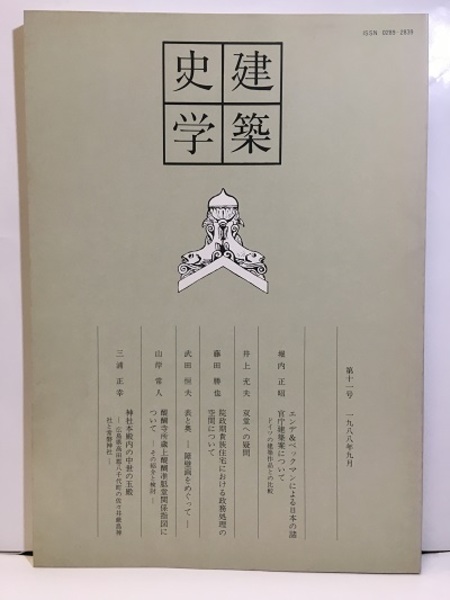 ISSN 0289-2839
建築
史学
第十一号 一九八八年九月
堀内 正昭
エンデ&ベックマンによる日本の諸
官庁建築案について
ドイツの建築作品との比較
井上 充夫
双堂への疑問
藤田 勝也
院政期貴族住宅における政務処理の
空間について
武田 恒夫
表と奥 ― 障壁画をめぐって ―
山岸 常人
醍醐寺所蔵上醍醐准胝堂関係指図に
ついて ― その紹介と検討 ―
三浦 正幸
神社本殿内の中世の玉殿
― 広島県高田郡八千代町の佐々井厳島神
社と常磐神社 ―